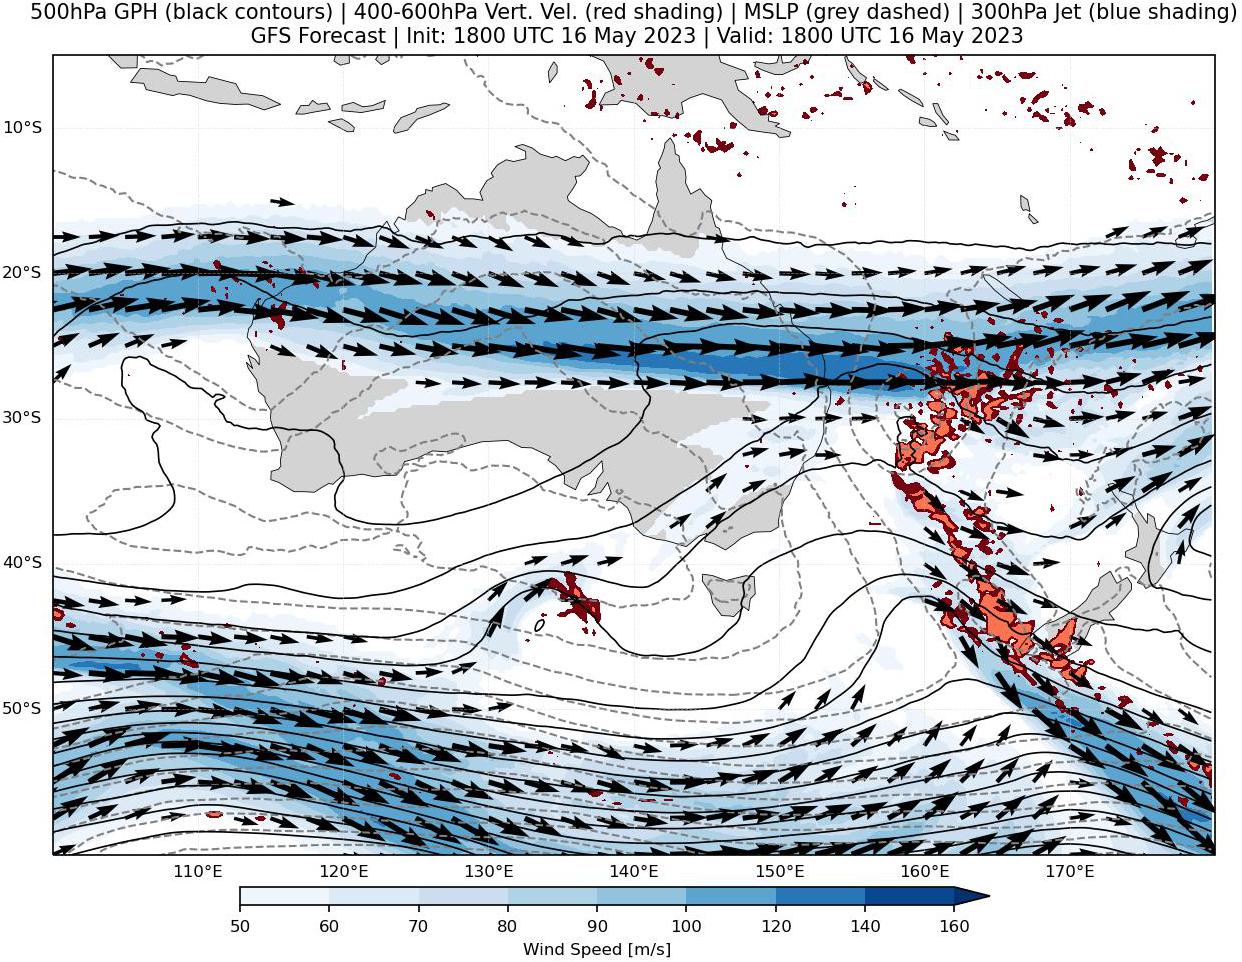 500hPa GPH (black contours) | 400-600hPa Vert. Vel. (red shading) | MSLP (grey dashed) | 300hPa Jet (blue shading)
GFS Forecast | Init: 1800 UTC 16 May 2023 | Valid: 1800 UTC 16 May 2023
10°S
20°S
30°S
40°S
50°S
110°E 120°E 130°E 140°E 150°E 160°E 170°E
50 60 70 80 90 100 120 140 160
Wind Speed [m/s]